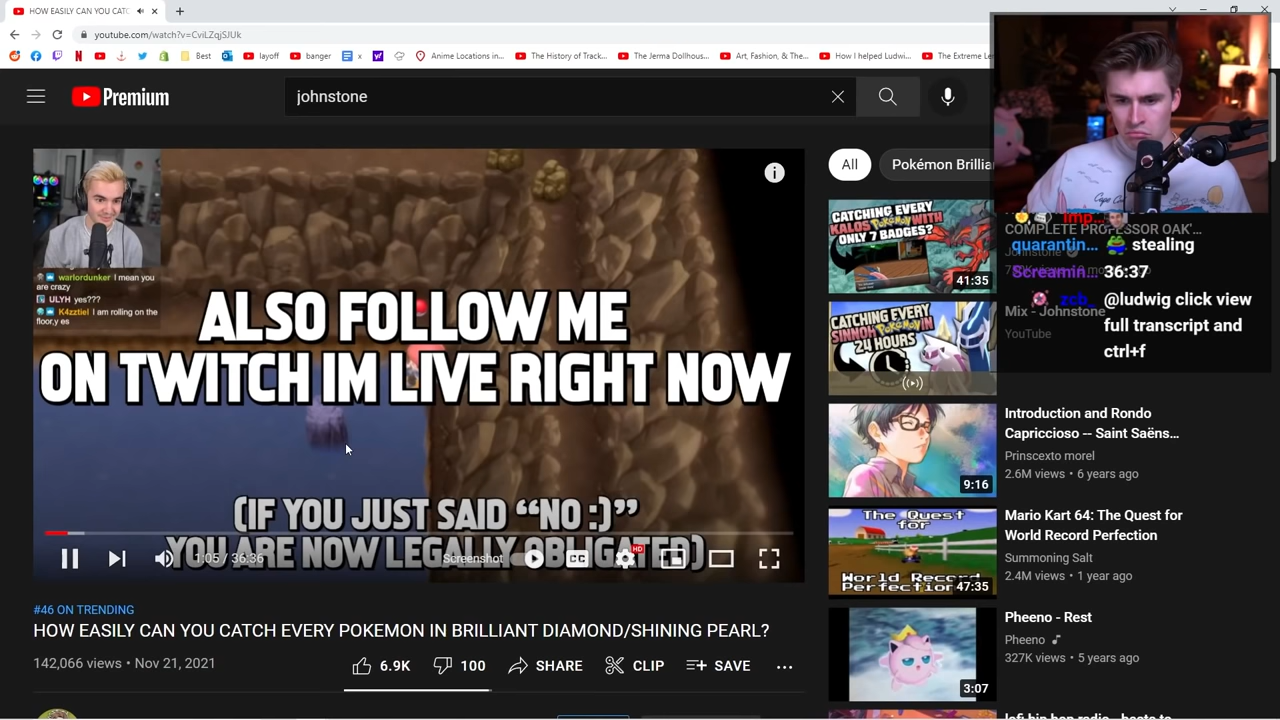 HOW EASILY CAN YOU CATC
youtube.com/watch?v=CviLZqjSJUk
Best
layoff
banger
x
Anime Locations in...
The History of Track...
The Jerma Dollhous...
Art, Fashion, & The...
How I helped Ludwi...
The Extreme Le
Premium
johnstone
warlordunker I mean you
are crazy
ULYH yes???
K4zztiel I am rolling on the
floor,y es
ALSO FOLLOW ME
ON TWITCH IM LIVE RIGHT NOW
(IF YOU JUST SAID “NO :)”
YOU ARE NOW LEGALLY OBLIGATED)
1:05 / 36:36
Screenshot
CC
HD
#46 ON TRENDING
HOW EASILY CAN YOU CATCH EVERY POKEMON IN BRILLIANT DIAMOND/SHINING PEARL?
142,066 views • Nov 21, 2021
6.9K
100
SHARE
CLIP
SAVE
All
Pokémon Brillia
CATCHING EVERY
KALOS POKéMON WITH
ONLY 7 BADGES?
41:35
COMPLETE PROFESSOR OAK'...
Johnstone
CATCHING EVERY
SINNOH POKéMON IN
24 HOURS
Mix - Johnstone
YouTube
Imp...
quarantin... stealing
Screamin... 36:37
zcb_ @ludwig click view
full transcript and
ctrl+f
9:16
Introduction and Rondo
Capriccioso -- Saint Saëns...
Prinscexto morel
2.6M views • 6 years ago
The Quest
for
World Record
Perfection
47:35
Mario Kart 64: The Quest for
World Record Perfection
Summoning Salt
2.4M views • 1 year ago
3:07
Pheeno - Rest
Pheeno
327K views • 5 years ago